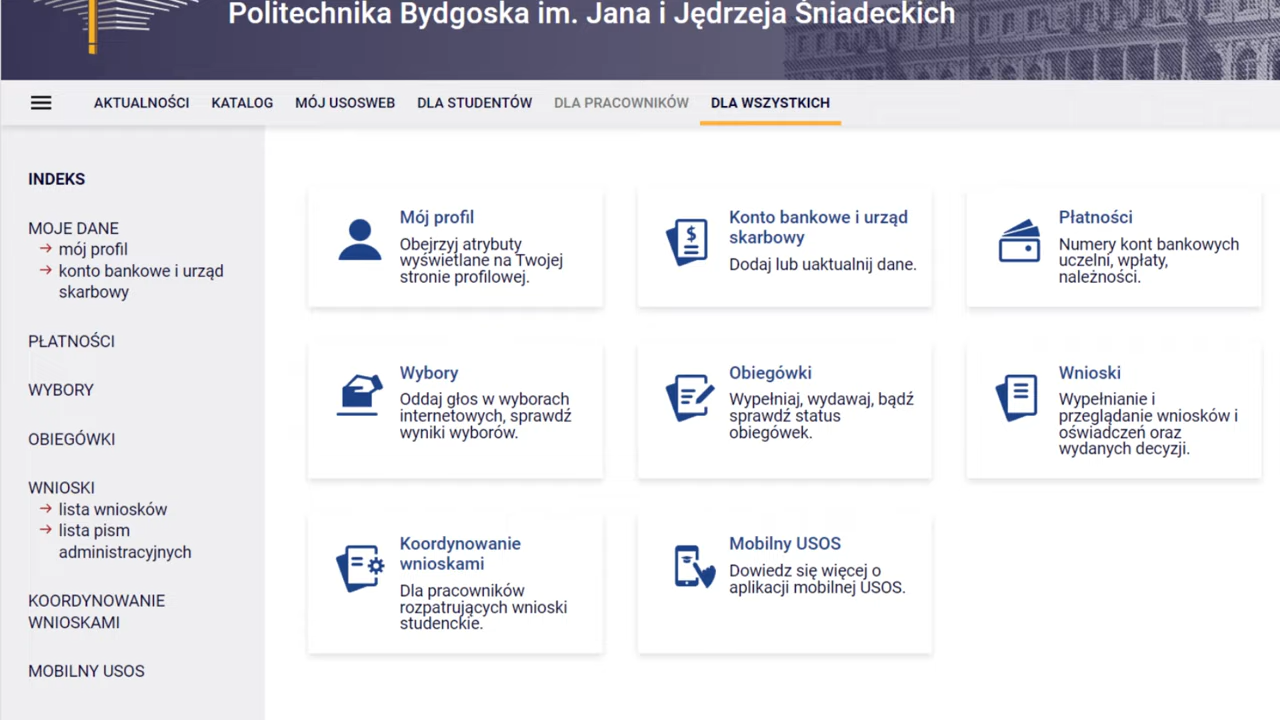 Politechnika Bydgoska im. Jana i Jędrzeja Śniadeckich
AKTUALNOŚCI
KATALOG
MÓJ USOSWEB
DLA STUDENTÓW
DLA PRACOWNIKÓW
DLA WSZYSTKICH
INDEKS
MOJE DANE
→ mój profil
→ konto bankowe i urząd
skarbowy
PŁATNOŚCI
WYBORY
OBIEGÓWKI
WNIOSKI
→ lista wniosków
→ lista pism
administracyjnych
KOORDYNOWANIE
WNIOSKAMI
MOBILNY USOS
Mój profil
Obejrzyj atrybuty
wyświetlane na Twojej
stronie profilowej.
Konto bankowe i urząd
skarbowy
Dodaj lub uaktualnij dane.
Płatności
Numery kont bankowych
uczelni, wpłaty,
należności.
Wybory
Oddaj głos w wyborach
internetowych, sprawdź
wyniki wyborów.
Obiegówki
Wypełniaj, wydawaj, bądź
sprawdź status
obiegówek.
Wnioski
Wypełnianie i
przeglądanie wniosków i
oświadczeń oraz
wydanych decyzji.
Koordynowanie
wnioskami
Dla pracowników
rozpatrujących wnioski
studenckie.
Mobilny USOS
Dowiedz się więcej o
aplikacji mobilnej USOS.